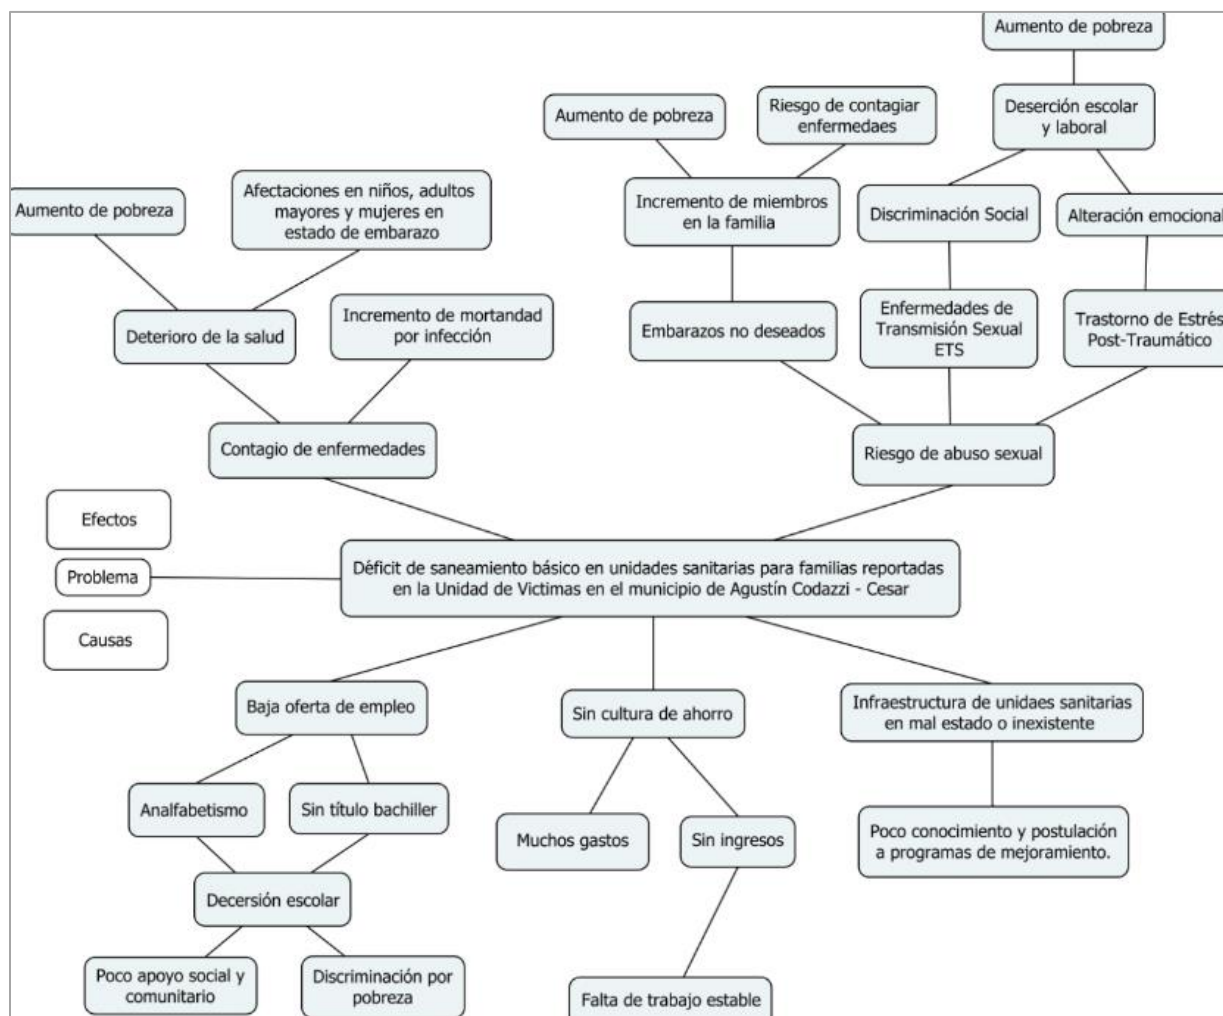 Aumento de pobreza
Aumento de pobreza
Riesgo de contagiar
enfermedaes
Deserción escolar
y laboral
Aumento de pobreza
Afectaciones en niños, adultos
mayores y mujeres en
estado de embarazo
Incremento de miembros
en la familia
Discriminación Social
Alteración emocional
Deterioro de la salud
Incremento de mortandad
por infección
Embarazos no deseados
Enfermedades de
Transmisión Sexual
ETS
Trastorno de Estrés
Post-Traumático
Contagio de enfermedades
Riesgo de abuso sexual
Efectos
Problema
Causas
Déficit de saneamiento básico en unidades sanitarias para familias reportadas
en la Unidad de Victimas en el municipio de Agustín Codazzi - Cesar
Baja oferta de empleo
Sin cultura de ahorro
Infraestructura de unidaes sanitarias
en mal estado o inexistente
Analfabetismo
Sin título bachiller
Muchos gastos
Sin ingresos
Poco conocimiento y postulación
a programas de mejoramiento.
Decersión escolar
Poco apoyo social y
comunitario
Discriminación por
pobreza
Falta de trabajo estable